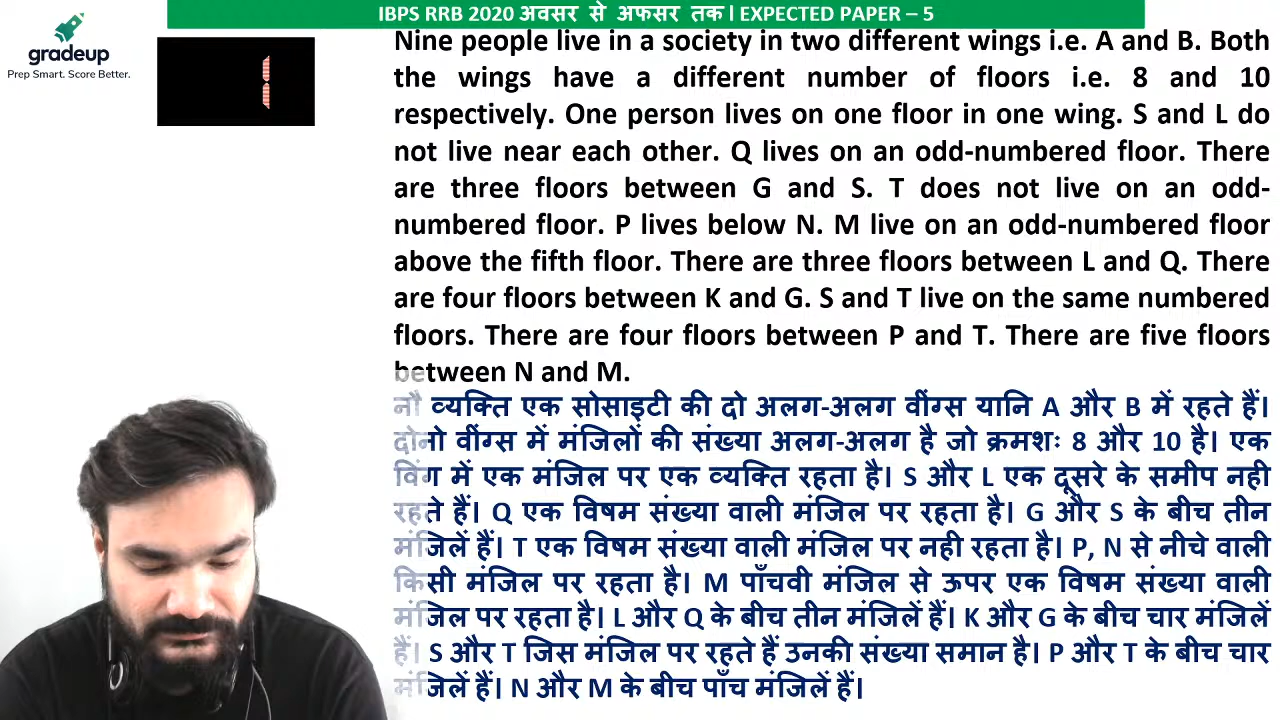 IBPS RRB 2020 अवसर से अफसर तक। EXPECTED PAPER – 5
gradeup
Prep Smart. Score Better.
1
Nine people live in a society in two different wings i.e. A and B. Both
the wings have a different number of floors i.e. 8 and 10
respectively. One person lives on one floor in one wing. S and L do
not live near each other. Q lives on an odd-numbered floor. There
are three floors between G and S. T does not live on an odd-
numbered floor. P lives below N. M live on an odd-numbered floor
above the fifth floor. There are three floors between L and Q. There
are four floors between K and G. S and T live on the same numbered
floors. There are four floors between P and T. There are five floors
between N and M.
नौ व्यक्ति एक सोसाइटी की दो अलग-अलग वींग्स यानि A और B में रहते हैं।
दोनो वींग्स में मंजिलों की संख्या अलग-अलग है जो क्रमशः 8 और 10 है। एक
विंग में एक मंजिल पर एक व्यक्ति रहता है। S और L एक दूसरे के समीप नही
रहते हैं। Q एक विषम संख्या वाली मंजिल पर रहता है। G और S के बीच तीन
मंजिलें हैं। T एक विषम संख्या वाली मंजिल पर नही रहता है। P, N से नीचे वाली
किसी मंजिल पर रहता है। M पाँचवी मंजिल से ऊपर एक विषम संख्या वाली
मंजिल पर रहता है। L और Q के बीच तीन मंजिलें हैं। K और G के बीच चार मंजिलें
हैं। S और T जिस मंजिल पर रहते हैं उनकी संख्या समान है। P और T के बीच चार
मंजिलें हैं। N और M के बीच पाँच मंजिलें हैं।